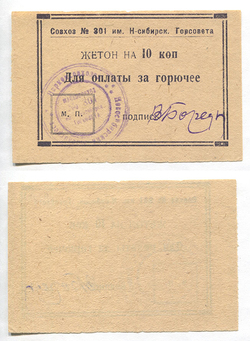 Совхоз № 301 им. Н-сибирск. Горсовета
ЖЕТОН НА 10 КОП
Для оплаты за горючее
М. П.
подпись